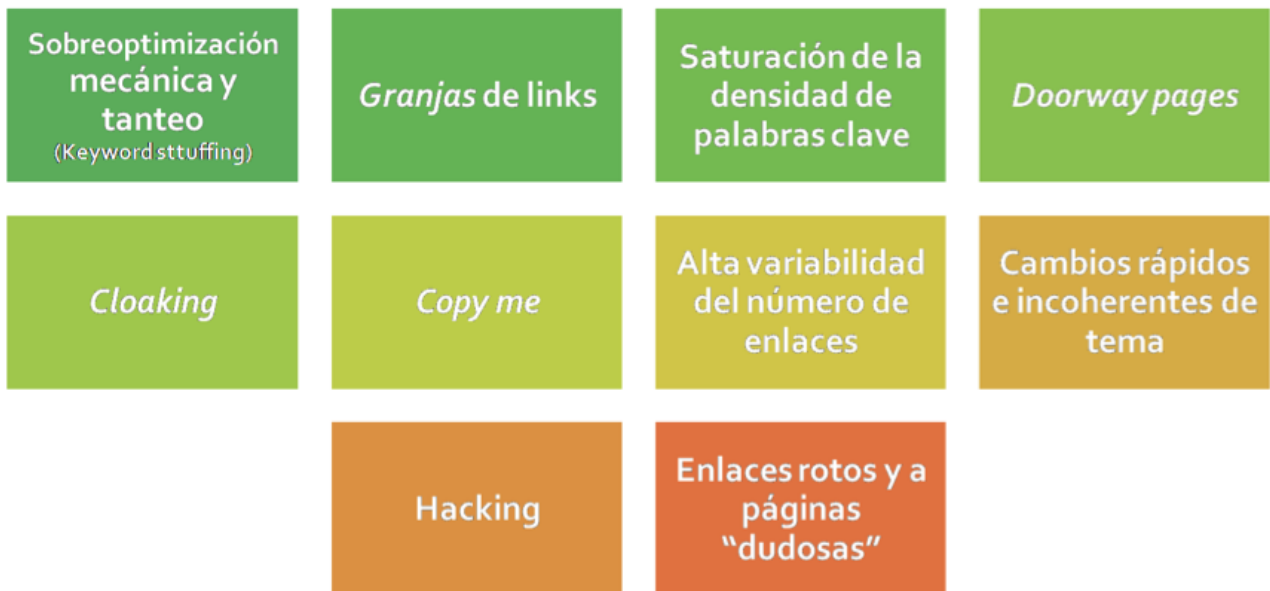 Sobreoptimización
mecánica y
tanteo
(Keyword sttuffing)
Granjas de links
Saturación de la
densidad de
palabras clave
Doorway pages
Cloaking
Copy me
Alta variabilidad
del número de
enlaces
Cambios rápidos
e incoherentes de
tema
Hacking
Enlaces rotos y a
páginas
“dudosas”